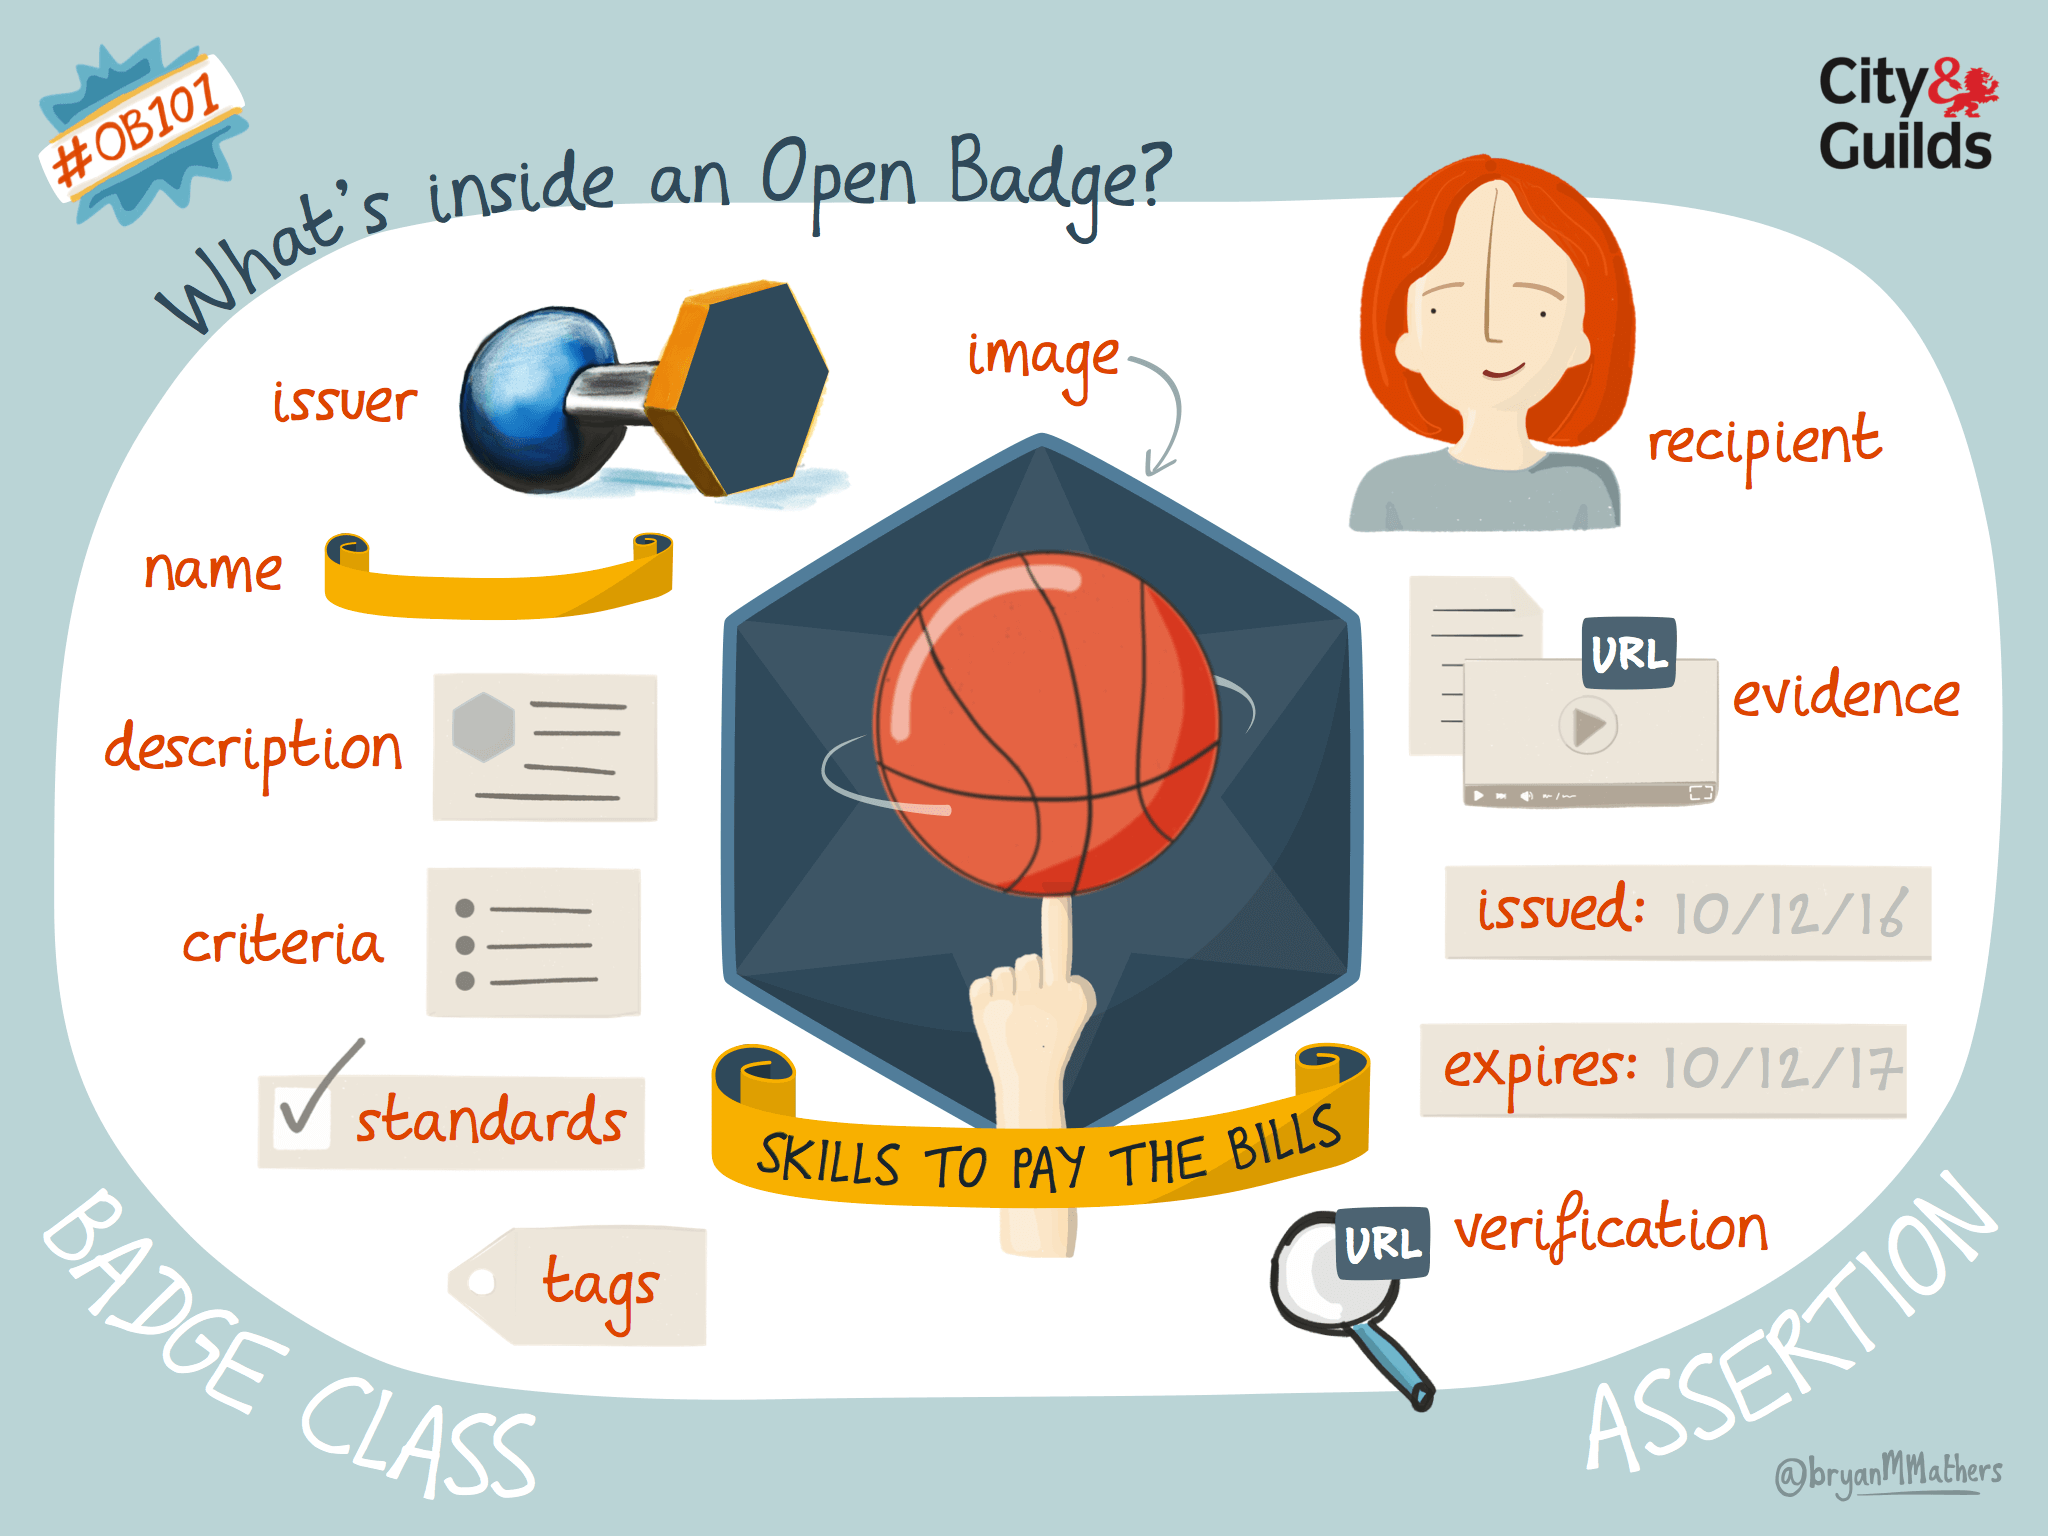 #OB101
City&
Guilds
What's inside an Open Badge?
issuer
image
recipient
name
URL
evidence
description
criteria
issued: 10/12/16
expires: 10/12/17
standards
SKILLS TO PAY THE BILLS
URL
verification
tags
BADGE CLASS
ASSERTION
@bryanMMathers